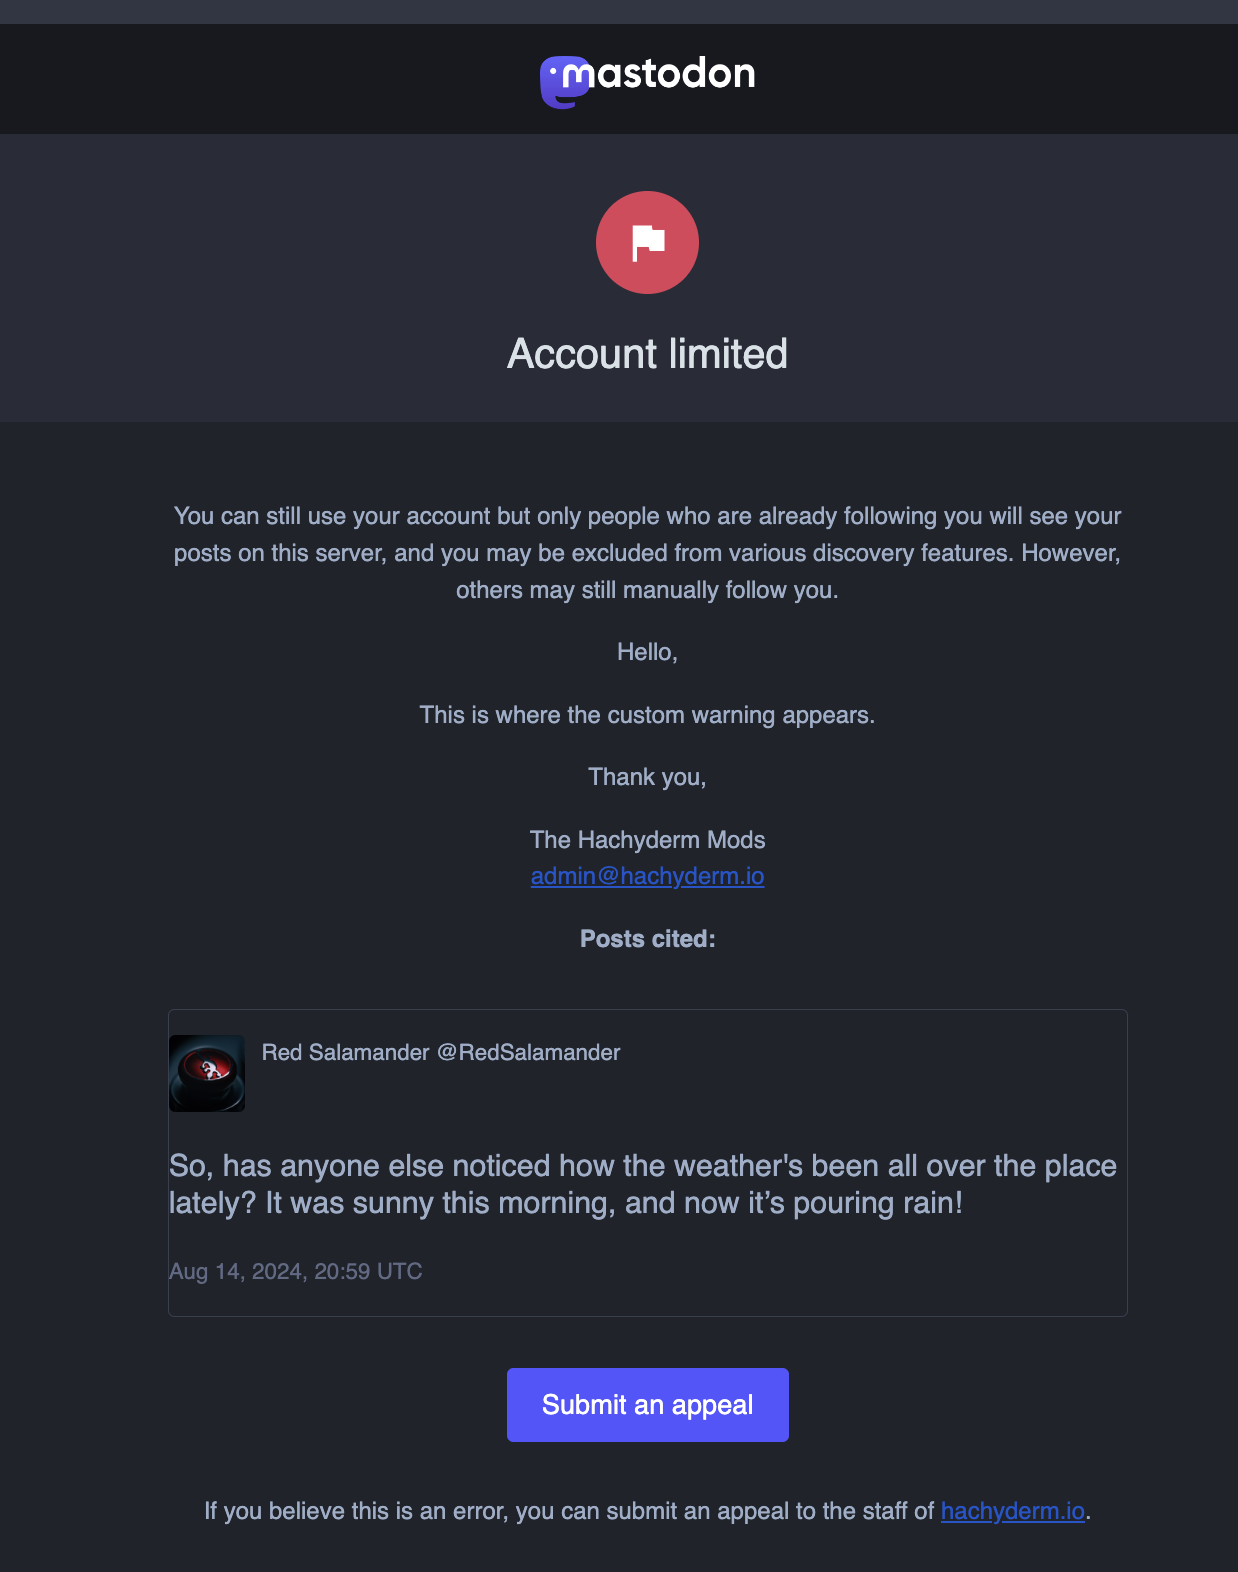 mastodon
Account limited
You can still use your account but only people who are already following you will see your
posts on this server, and you may be excluded from various discovery features. However,
others may still manually follow you.
Hello,
This is where the custom warning appears.
Thank you,
The Hachyderm Mods
admin@hachyderm.io
Posts cited:
Red Salamander @RedSalamander
So, has anyone else noticed how the weather's been all over the place
lately? It was sunny this morning, and now it’s pouring rain!
Aug 14, 2024, 20:59 UTC
Submit an appeal
If you believe this is an error, you can submit an appeal to the staff of hachyderm.io.